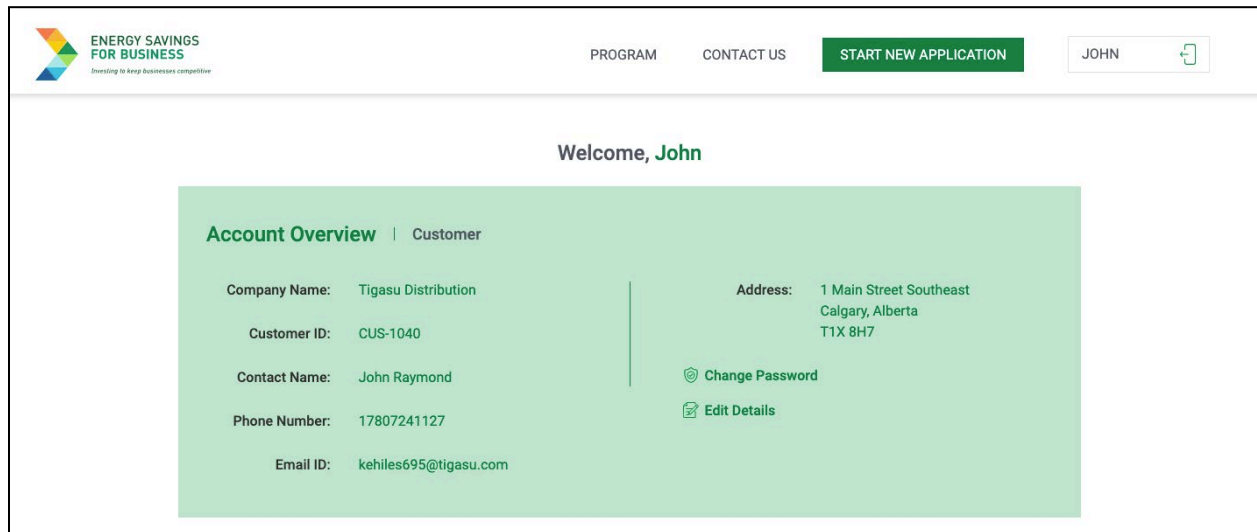 ENERGY SAVINGS
FOR BUSINESS
Investing to keep businesses competitive
PROGRAM
CONTACT US
START NEW APPLICATION
JOHN
Welcome, John
Account Overview | Customer
Company Name: Tigasu Distribution
Customer ID: CUS-1040
Contact Name: John Raymond
Phone Number: 17807241127
Email ID: kehiles695@tigasu.com
Address: 1 Main Street Southeast
Calgary, Alberta
T1X 8H7
Change Password
Edit Details